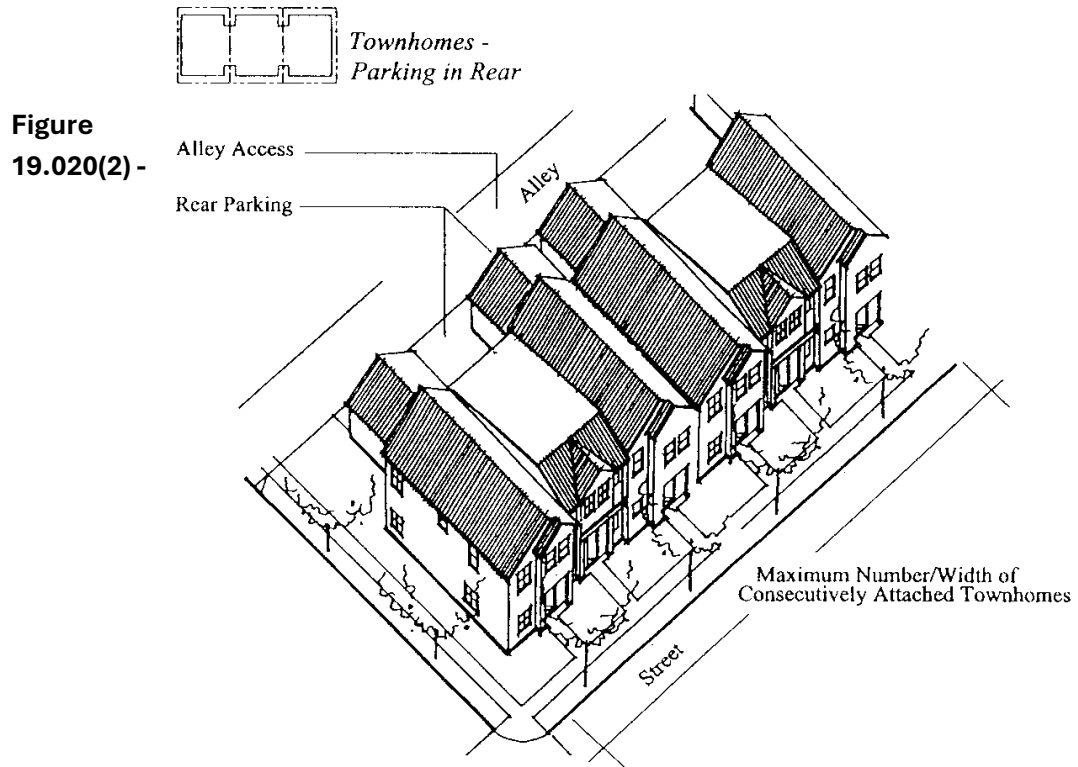 Townhomes -
Parking in Rear
Figure
19.020(2) -
Alley Access
Rear Parking
Alley
Maximum Number/Width of
Consecutively Attached Townhomes
Street